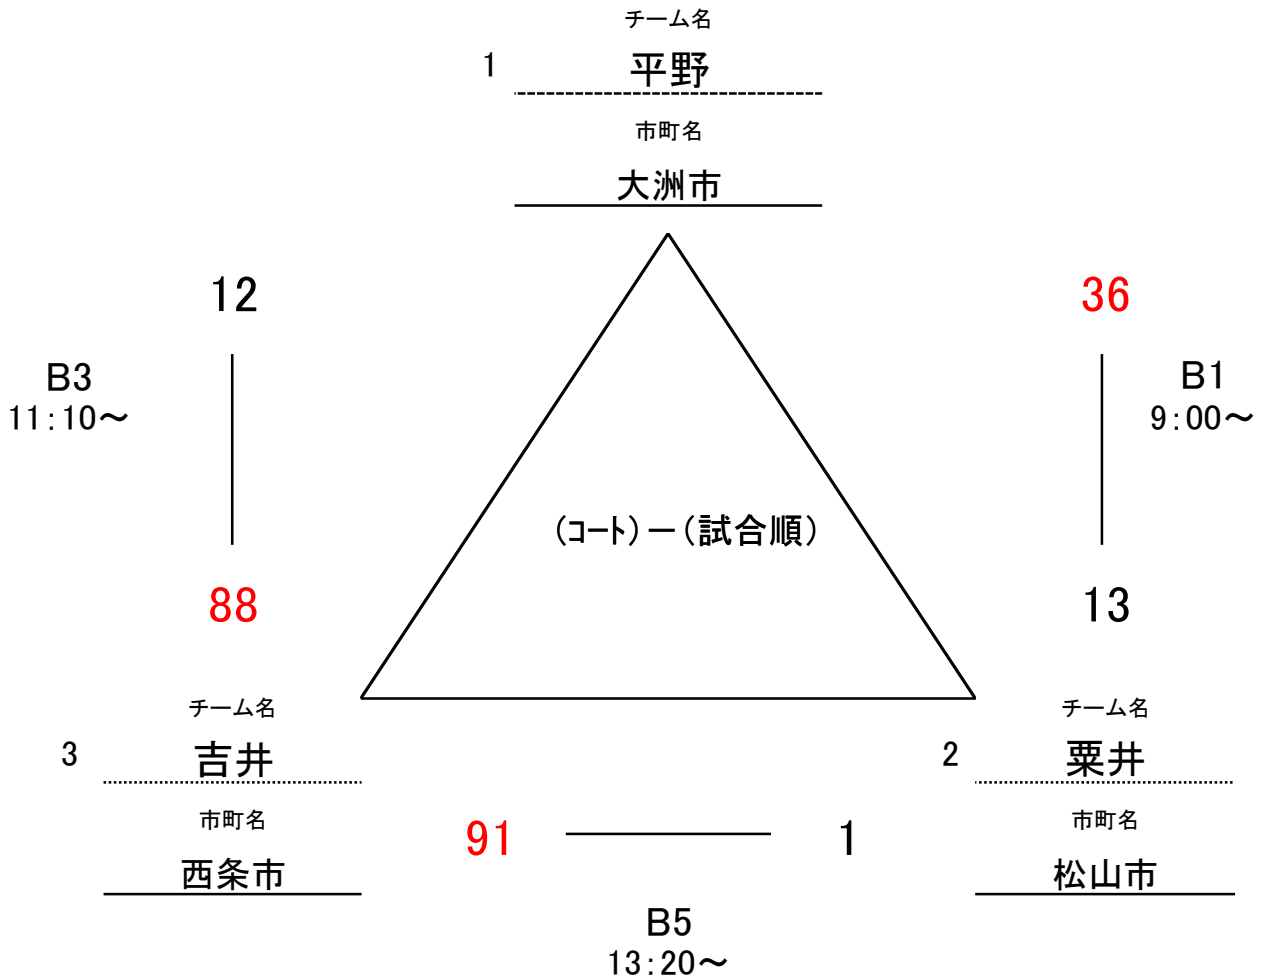 チーム名
1
平野
市町名
大洲市
12
36
B3
11:10～
B1
9:00～
(コート)ー(試合順)
88
13
チーム名
3
吉井
市町名
西条市
チーム名
2
粟井
市町名
松山市
91
1
B5
13:20～